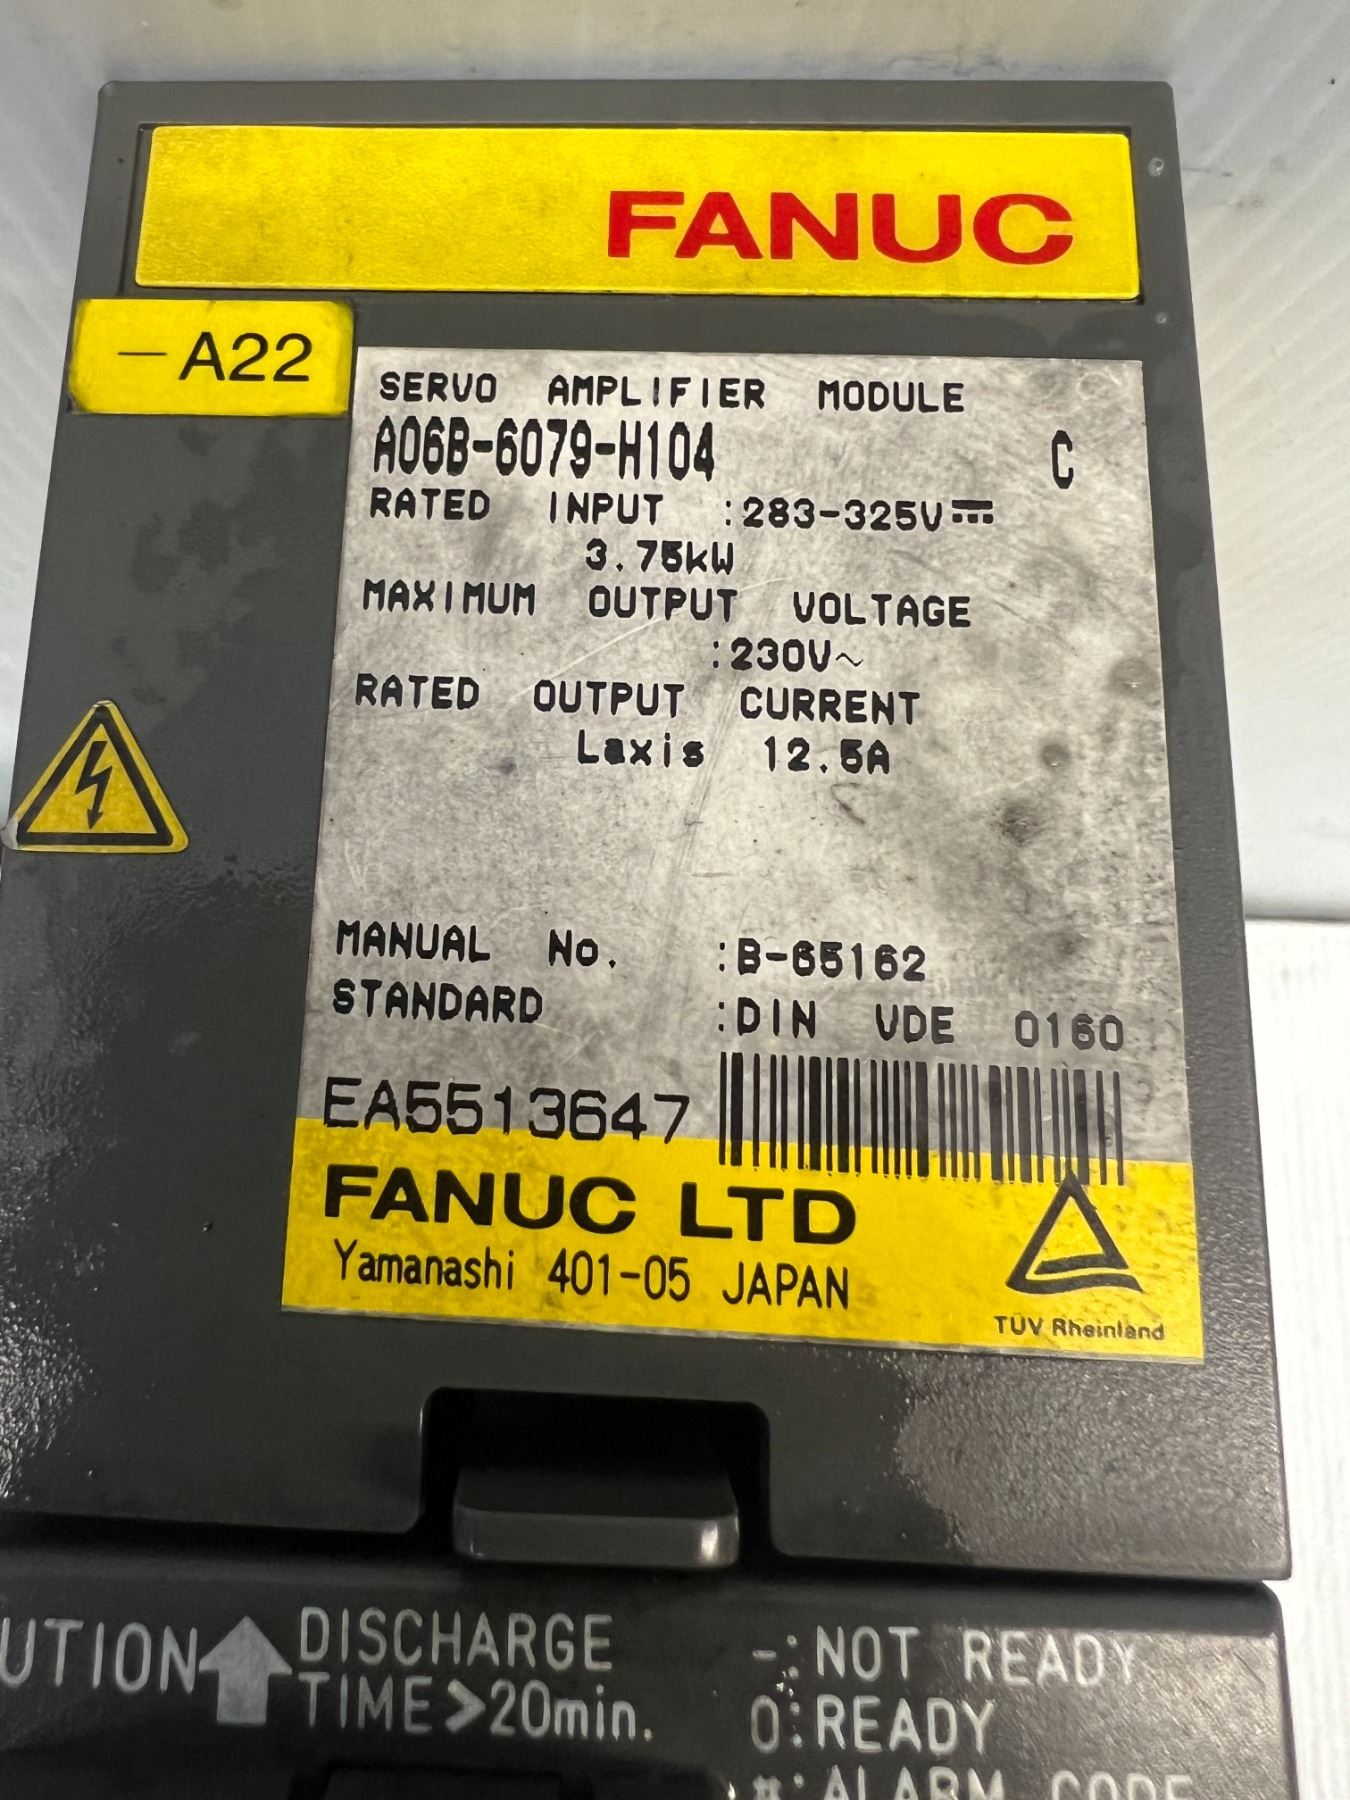 FANUC
-A22
SERVO AMPLIFIER MODULE
A06B-6079-H104 C
RATED INPUT :283-325V⎓
3.75kW
MAXIMUM OUTPUT VOLTAGE
:230V~
RATED OUTPUT CURRENT
Laxis 12.5A
MANUAL No. :B-65162
STANDARD :DIN VDE 0160
EA5513647
FANUC LTD
Yamanashi 401-05 JAPAN
TÜV Rheinland
UTION DISCHARGE
TIME>20min.
-:NOT READY
0:READY
#:ALARM CODE